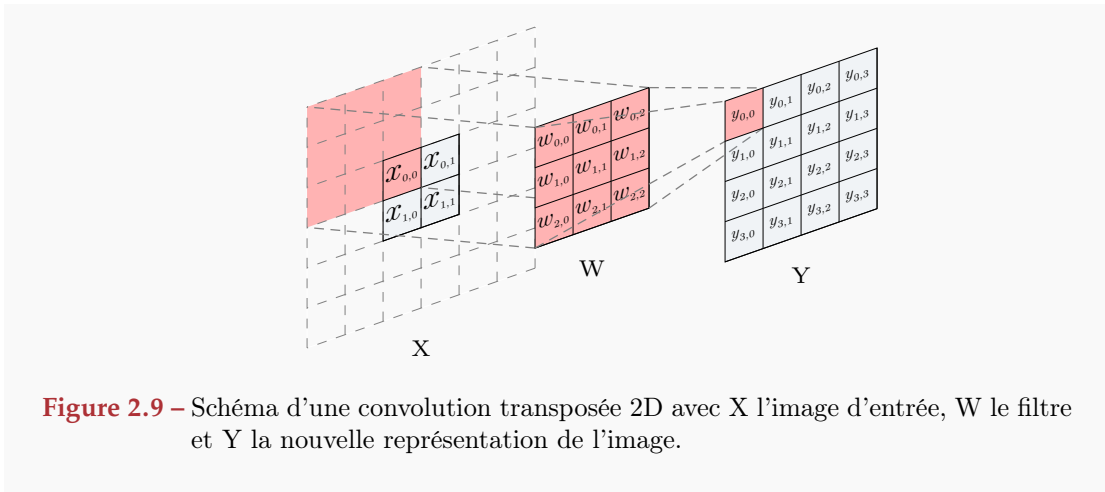 x0,0 x0,1
x1,0 x1,1
X
w0,0 w0,1 w0,2
w1,0 w1,1 w1,2
w2,0 w2,1 w2,2
W
y0,0 y0,1 y0,2 y0,3
y1,0 y1,1 y1,2 y1,3
y2,0 y2,1 y2,2 y2,3
y3,0 y3,1 y3,2 y3,3
Y
Figure 2.9 – Schéma d'une convolution transposée 2D avec X l'image d'entrée, W le filtre
et Y la nouvelle représentation de l'image.